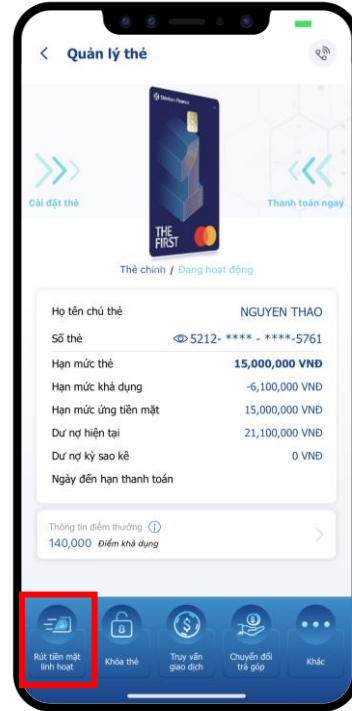 Quản lý thẻ
Shinhan Finance
Cài đặt thẻ
Thanh toán ngay
THE
FIRST
Thẻ chính / Đang hoạt động
Họ tên chủ thẻ NGUYEN THAO
Số thẻ 5212- **** - ****-5761
Hạn mức thẻ 15,000,000 VNĐ
Hạn mức khả dụng -6,100,000 VNĐ
Hạn mức ứng tiền mặt 15,000,000 VNĐ
Dư nợ hiện tại 21,100,000 VNĐ
Dư nợ kỳ sao kê 0 VNĐ
Ngày đến hạn thanh toán
Thông tin điểm thưởng
140,000 Điểm khả dụng
Rút tiền mặt
linh hoạt
Khóa thẻ
Truy vấn
giao dịch
Chuyển đổi
trả góp
Khác